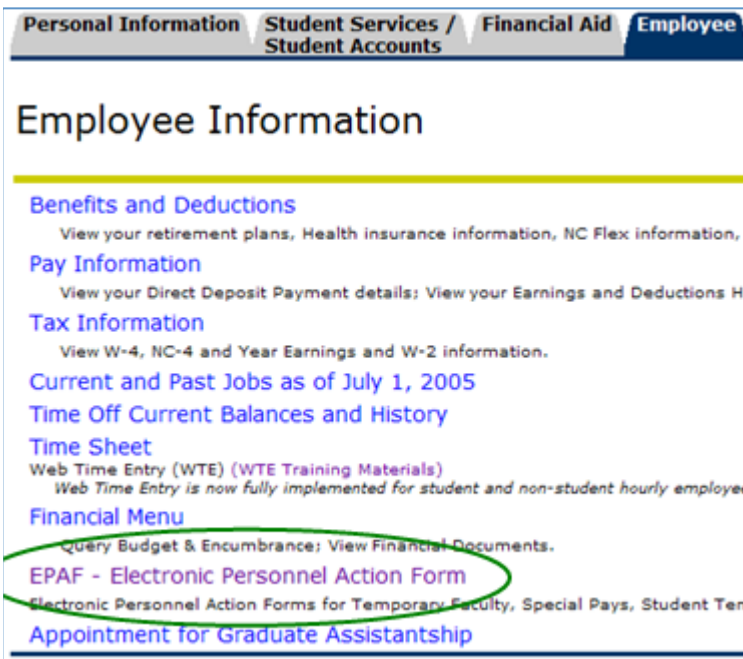 Personal Information Student Services / Financial Aid Employee
Student Accounts
Employee Information
Benefits and Deductions
View your retirement plans, Health insurance information, NC Flex information,
Pay Information
View your Direct Deposit Payment details; View your Earnings and Deductions H
Tax Information
View W-4, NC-4 and Year Earnings and W-2 information.
Current and Past Jobs as of July 1, 2005
Time Off Current Balances and History
Time Sheet
Web Time Entry (WTE) (WTE Training Materials)
Web Time Entry is now fully implemented for student and non-student hourly employee
Financial Menu
Query Budget & Encumbrance; View Financial Documents.
EPAF - Electronic Personnel Action Form
Electronic Personnel Action Forms for Temporary Faculty, Special Pays, Student Ten
Appointment for Graduate Assistantship